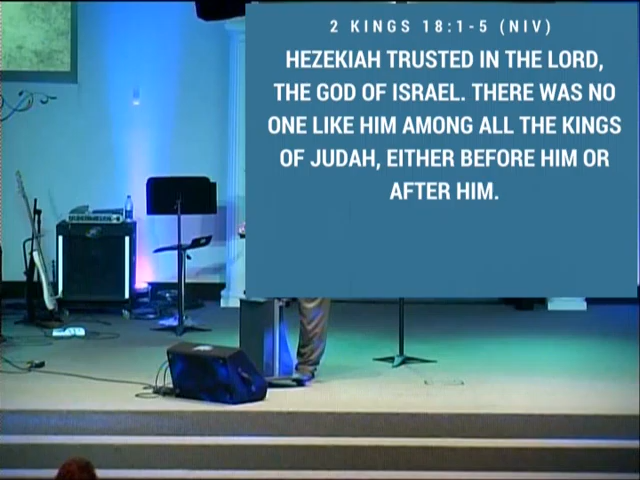 2 KINGS 18:1-5 (NIV)
HEZEKIAH TRUSTED IN THE LORD,
THE GOD OF ISRAEL. THERE WAS NO
ONE LIKE HIM AMONG ALL THE KINGS
OF JUDAH, EITHER BEFORE HIM OR
AFTER HIM.